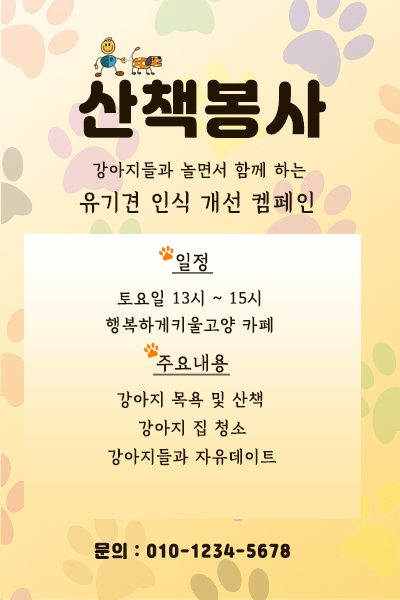 산책봉사
강아지들과 놀면서 함께 하는
유기견 인식 개선 켐페인
일정
토요일 13시 ~ 15시
행복하게키울고양 카페
주요내용
강아지 목욕 및 산책
강아지 집 청소
강아지들과 자유데이트
문의 : 010-1234-5678